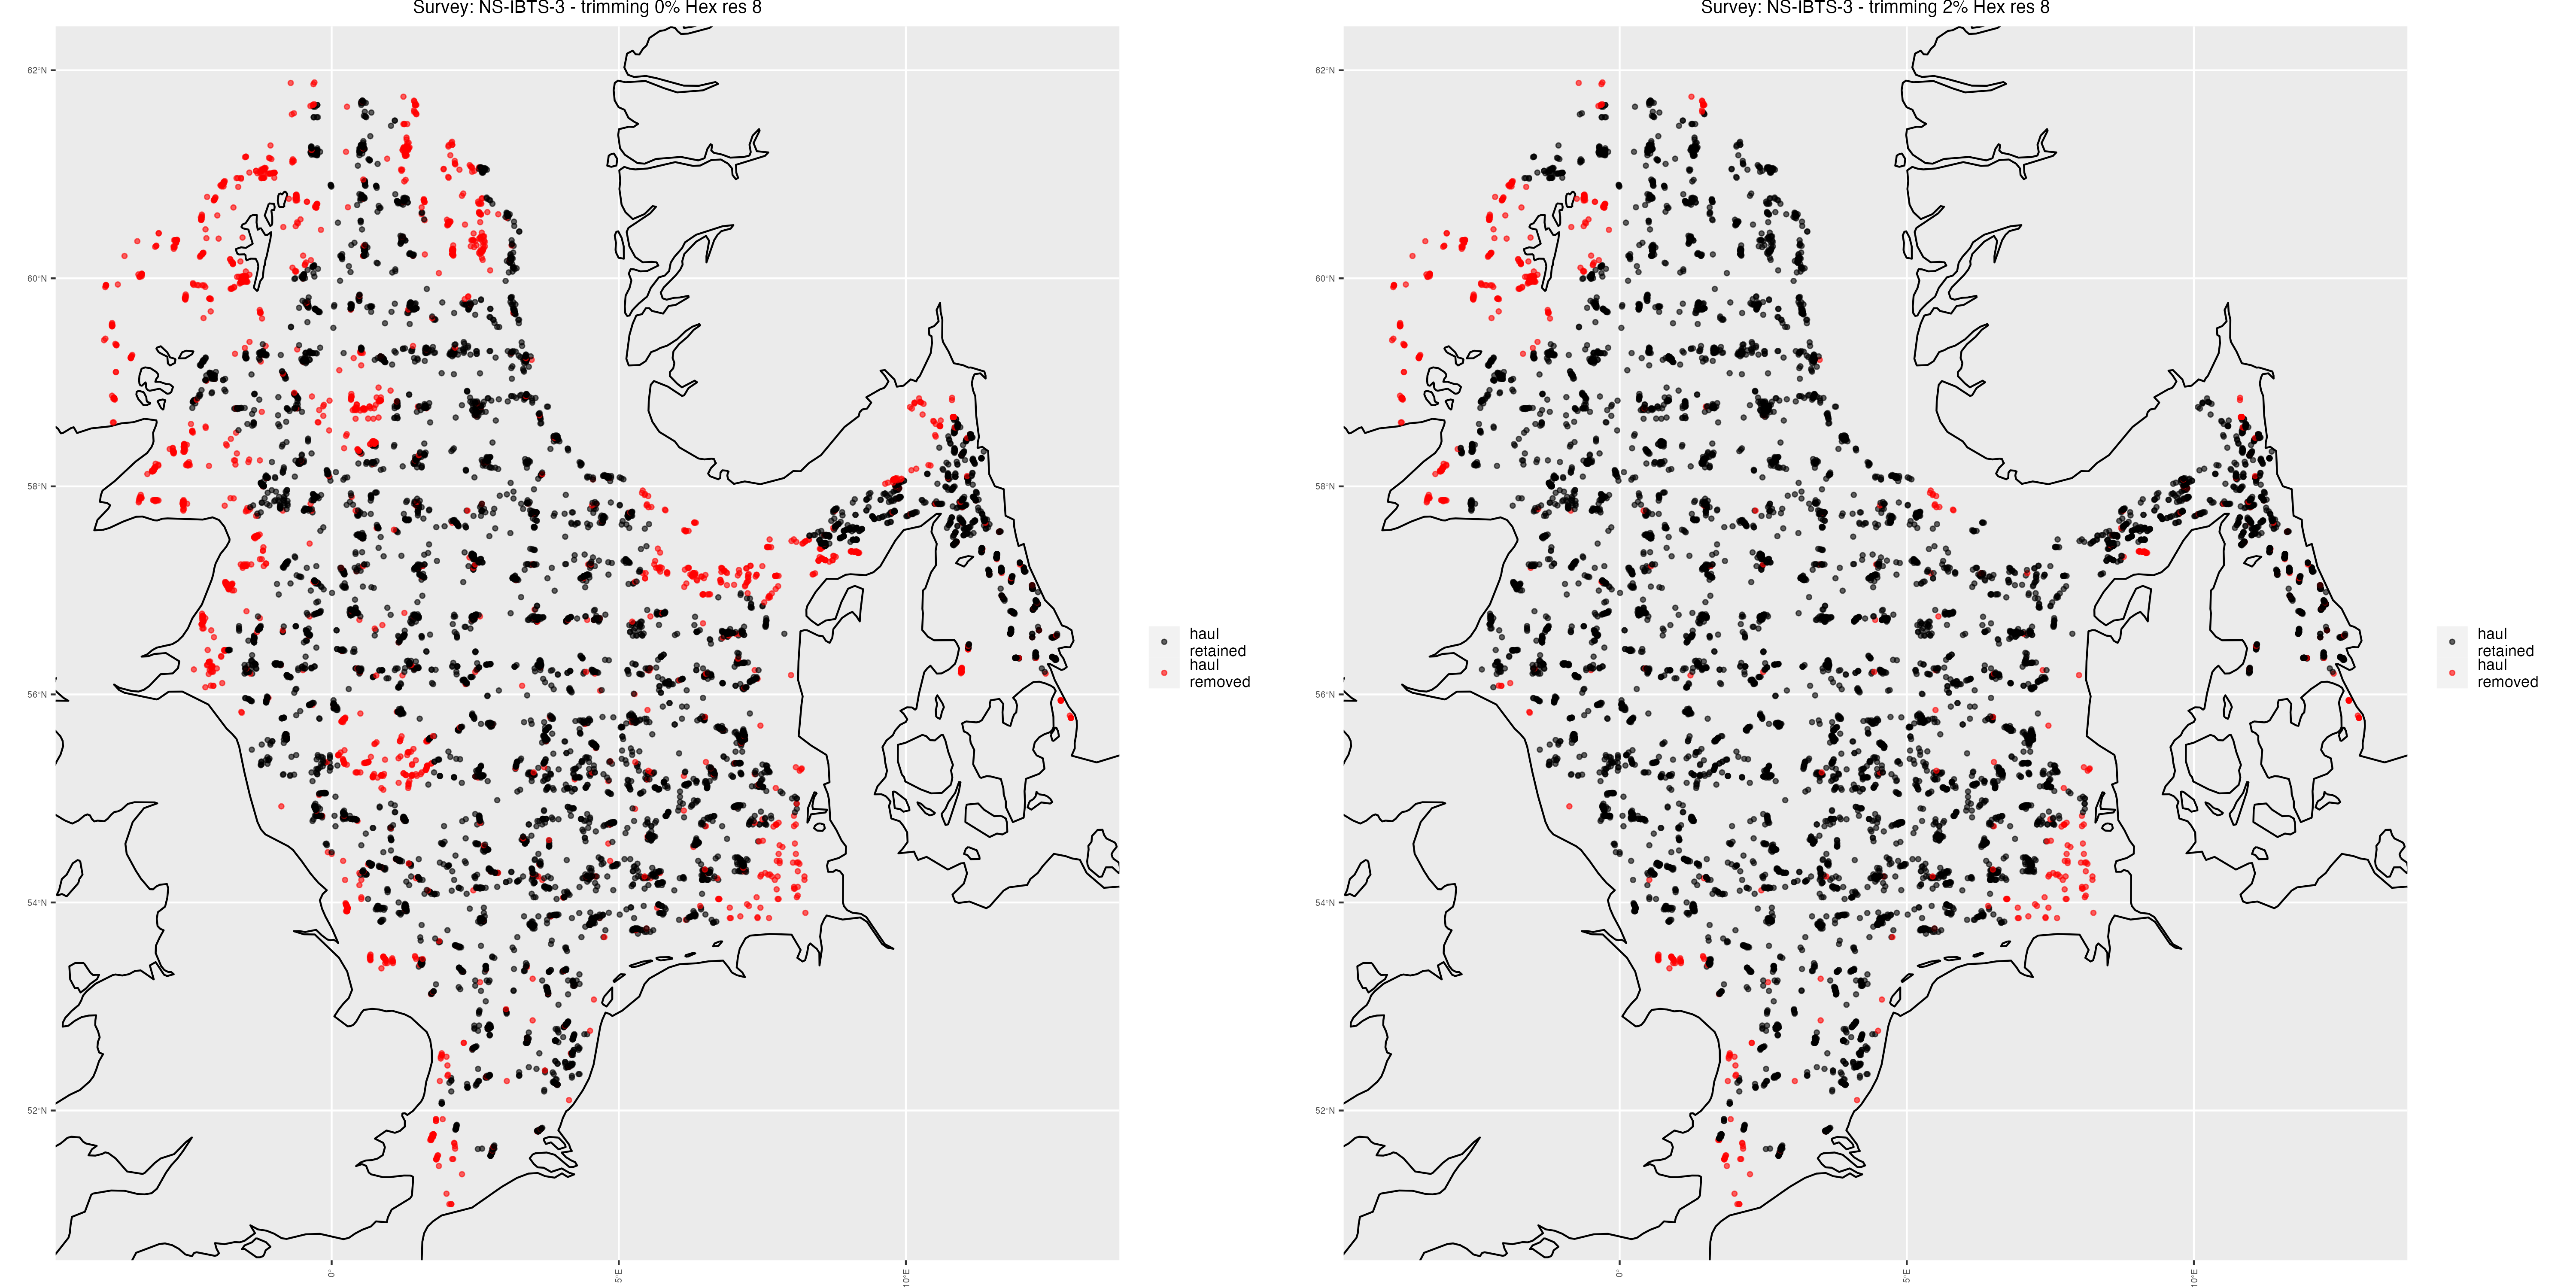 Survey: NS-IBTS-3 - trimming 0% Hex res 8
62°N
60°N
58°N
56°N
54°N
52°N
0°
5°E
10°E
haul
retained
haul
removed
Survey: NS-IBTS-3 - trimming 2% Hex res 8
62°N
60°N
58°N
56°N
54°N
52°N
0°
5°E
10°E
haul
retained
haul
removed